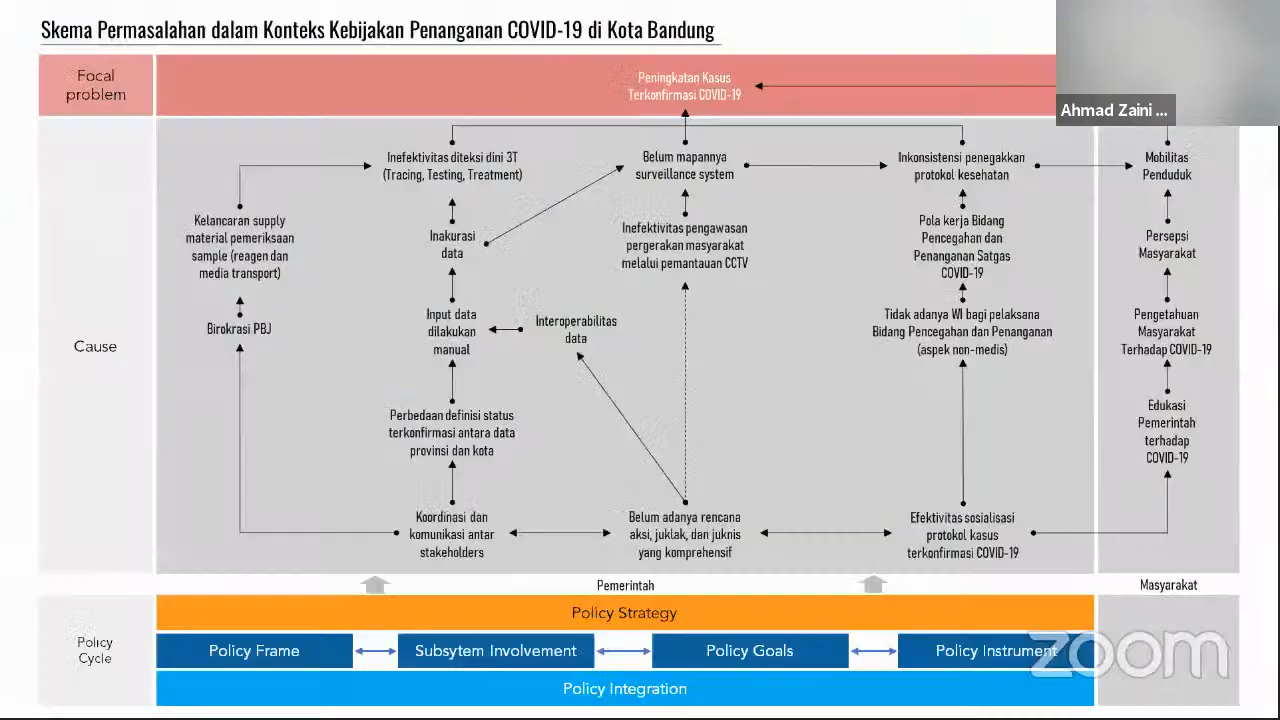 Skema Permasalahan dalam Konteks Kebijakan Penanganan COVID-19 di Kota Bandung
Focal
problem
Peningkatan Kasus
Terkonfirmasi COVID-19
Ahmad Zaini ...
Cause
Inefektivitas diteksi dini 3T
(Tracing, Testing, Treatment)
Belum mapannya
surveillance system
Inkonsistensi penegakkan
protokol kesehatan
Mobilitas
Penduduk
Kelancaran supply
material pemeriksaan
sample (reagen dan
media transport)
Inakurasi
data
Inefektivitas pengawasan
pergerakan masyarakat
melalui pemantauan CCTV
Pola kerja Bidang
Pencegahan dan
Penanganan Satgas
COVID-19
Persepsi
Masyarakat
Birokrasi PBJ
Input data
dilakukan
manual
Interoperabilitas
data
Tidak adanya WI bagi pelaksana
Bidang Pencegahan dan Penanganan
(aspek non-medis)
Pengetahuan
Masyarakat
Terhadap COVID-19
Perbedaan definisi status
terkonfirmasi antara data
provinsi dan kota
Edukasi
Pemerintah
terhadap
COVID-19
Koordinasi dan
komunikasi antar
stakeholders
Belum adanya rencana
aksi, juklak, dan juknis
yang komprehensif
Efektivitas sosialisasi
protokol kasus
terkonfirmasi COVID-19
Pemerintah
Masyarakat
Policy
Cycle
Policy Strategy
Policy Frame
Subsytem Involvement
Policy Goals
Policy Instrument
Policy Integration
zoom